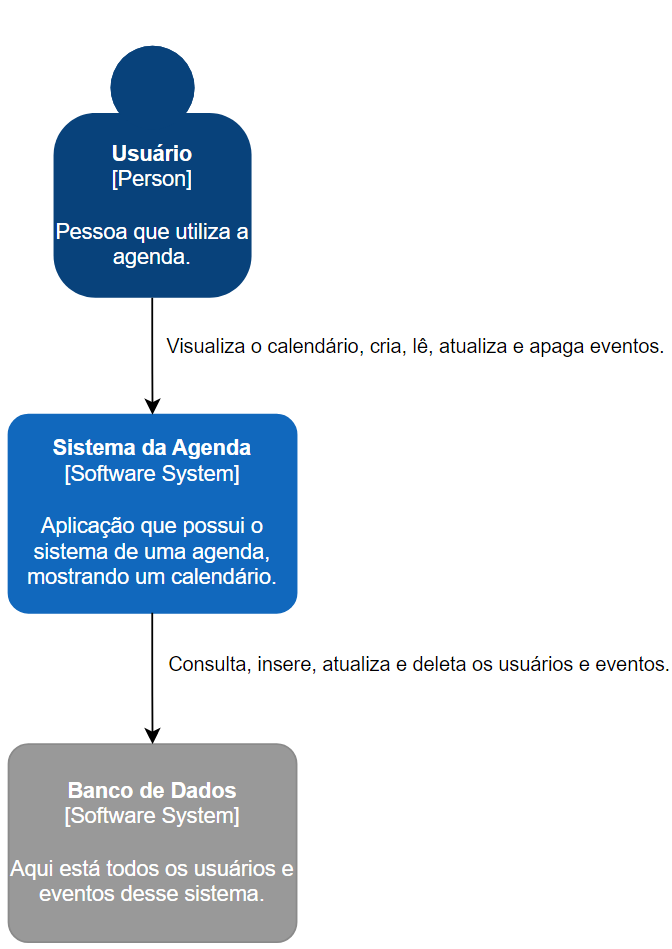 Usuário
[Person]
Pessoa que utiliza a
agenda.
Visualiza o calendário, cria, lê, atualiza e apaga eventos.
Sistema da Agenda
[Software System]
Aplicação que possui o
sistema de uma agenda,
mostrando um calendário.
Consulta, insere, atualiza e deleta os usuários e eventos.
Banco de Dados
[Software System]
Aqui está todos os usuários e
eventos desse sistema.